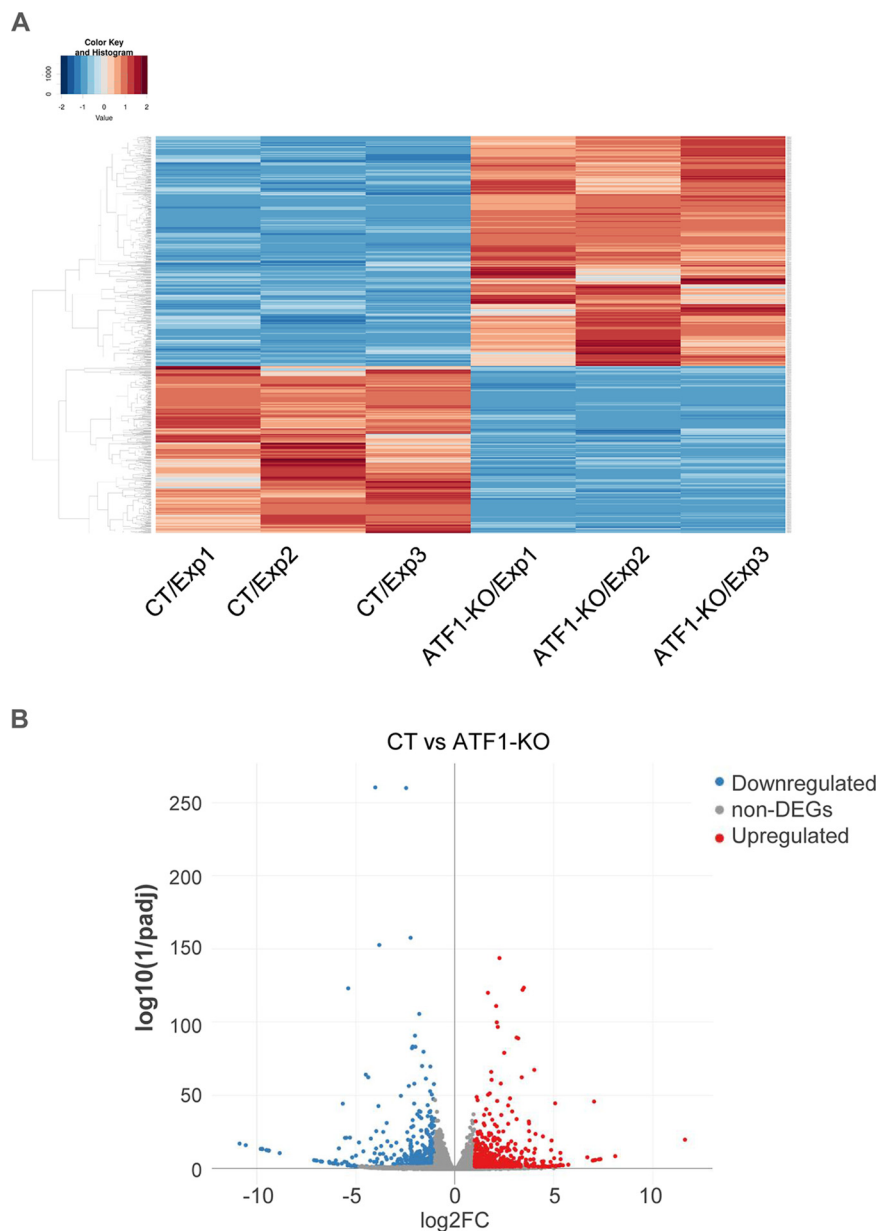 A
Color Key
and Histogram
0 1000
-2 -1 0 1 2
Value
CT/Exp1
CT/Exp2
CT/Exp3
ATF1-KO/Exp1
ATF1-KO/Exp2
ATF1-KO/Exp3
B
CT vs ATF1-KO
Downregulated
non-DEGs
Upregulated
log10(1/padj)
250
200
150
100
50
0
-10 -5 0 5 10
log2FC